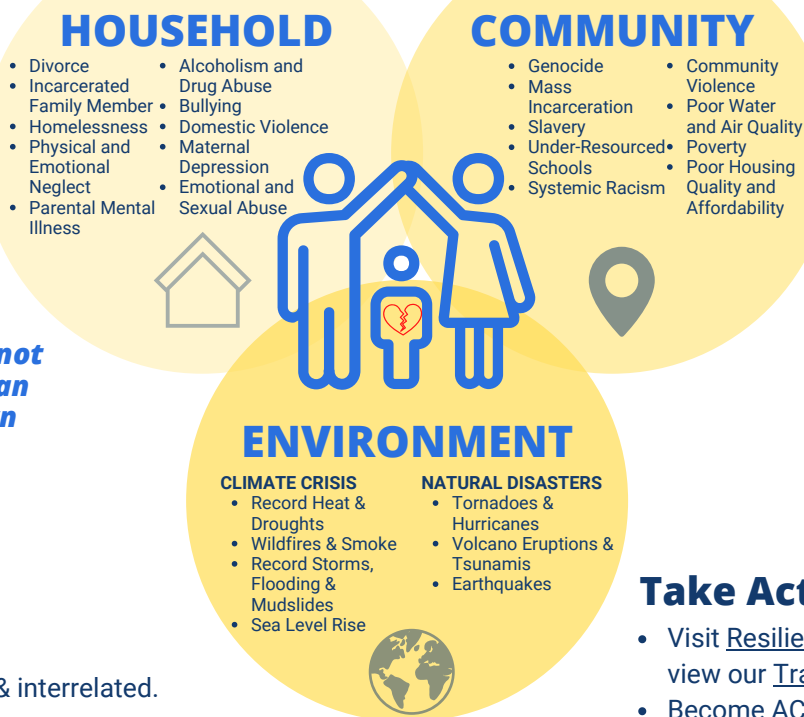 HOUSEHOLD
• Divorce
• Incarcerated
Family Member
• Homelessness
• Physical and
Emotional
Neglect
• Parental Mental
Illness
• Alcoholism and
Drug Abuse
• Bullying
• Domestic Violence
• Maternal
Depression
• Emotional and
Sexual Abuse
COMMUNITY
• Genocide
• Mass
Incarceration
• Slavery
• Under-Resourced
Schools
• Systemic Racism
• Community
Violence
• Poor Water
and Air Quality
• Poverty
• Poor Housing
Quality and
Affordability
not
an
n
ENVIRONMENT
CLIMATE CRISIS
• Record Heat &
Droughts
• Wildfires & Smoke
• Record Storms,
Flooding &
Mudslides
• Sea Level Rise
NATURAL DISASTERS
• Tornadoes &
Hurricanes
• Volcano Eruptions &
Tsunamis
• Earthquakes
& interrelated.
Take Act
• Visit Resilie
view our Tra
• Become AC